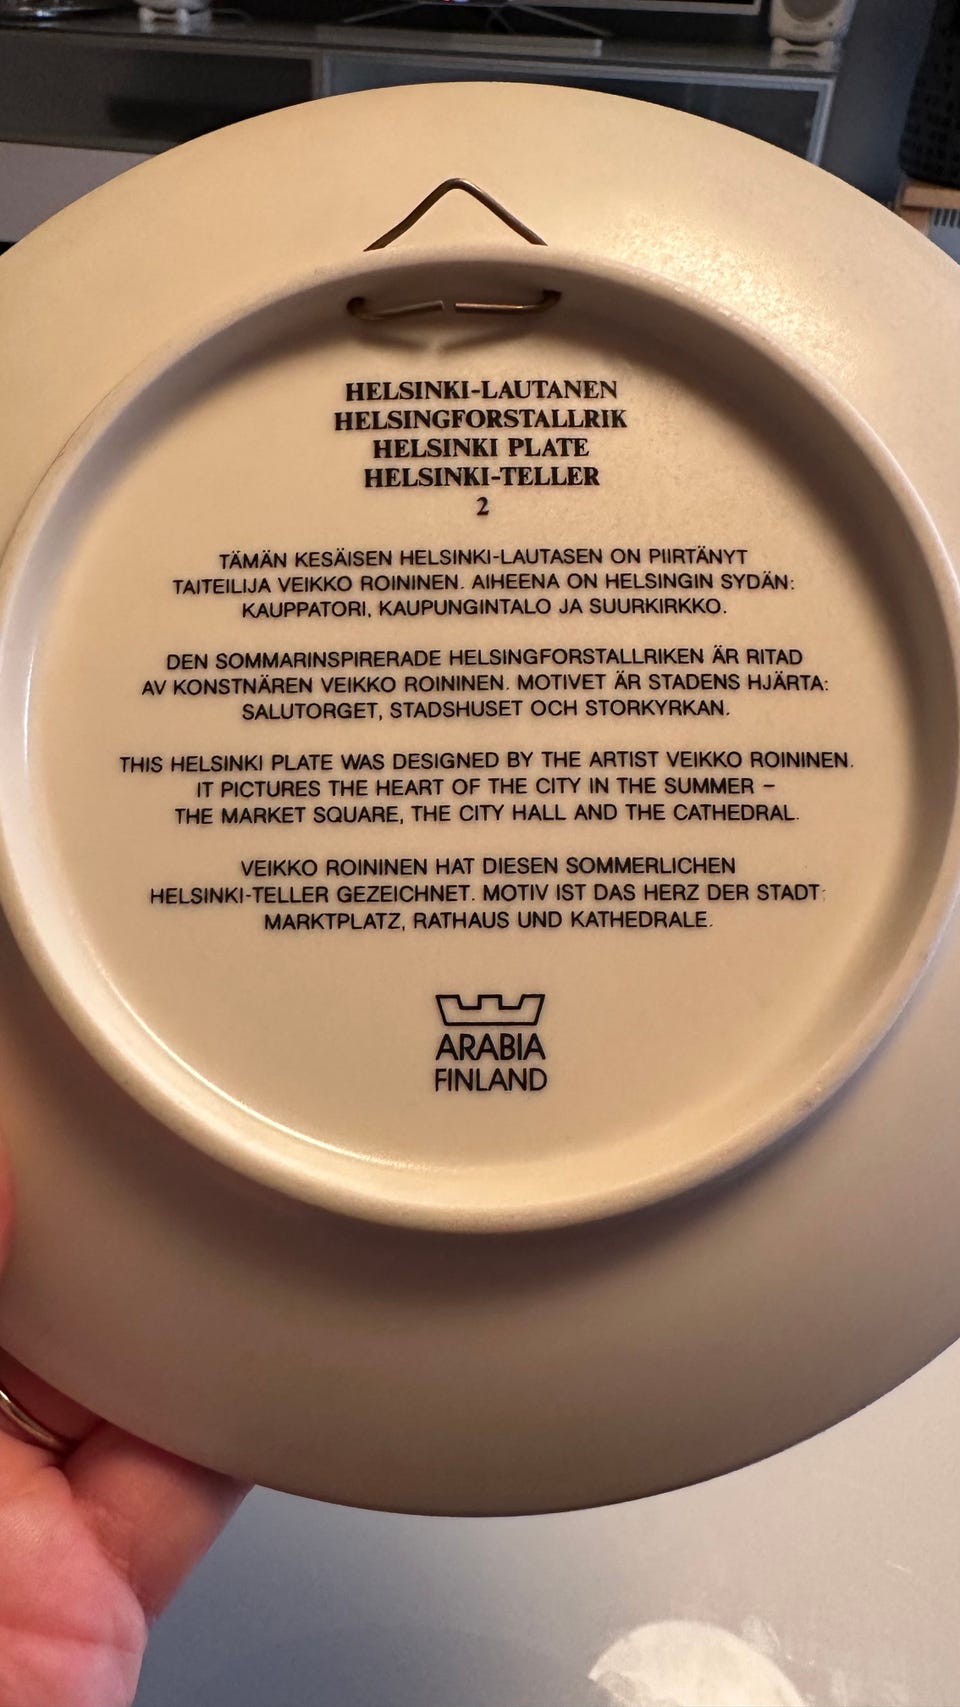 HELSINKI-LAUTANEN
HELSINGFORSTALLRIK
HELSINKI PLATE
HELSINKI-TELLER
2
TÄMÄN KESÄISEN HELSINKI-LAUTASEN ON PIIRTÄNYT
TAITEILIJA VEIKKO ROININEN. AIHEENA ON HELSINGIN SYDÄN:
KAUPPATORI, KAUPUNGINTALO JA SUURKIRKKO.
DEN SOMMARINSPIRERADE HELSINGFORSTALLRIKEN ÄR RITAD
AV KONSTNÄREN VEIKKO ROININEN. MOTIVET ÄR STADENS HJÄRTA:
SALUTORGET, STADSHUSET OCH STORKYRKAN.
THIS HELSINKI PLATE WAS DESIGNED BY THE ARTIST VEIKKO ROININEN.
IT PICTURES THE HEART OF THE CITY IN THE SUMMER –
THE MARKET SQUARE, THE CITY HALL AND THE CATHEDRAL.
VEIKKO ROININEN HAT DIESEN SOMMERLICHEN
HELSINKI-TELLER GEZEICHNET. MOTIV IST DAS HERZ DER STADT:
MARKTPLATZ, RATHAUS UND KATHEDRALE.
ARABIA
FINLAND